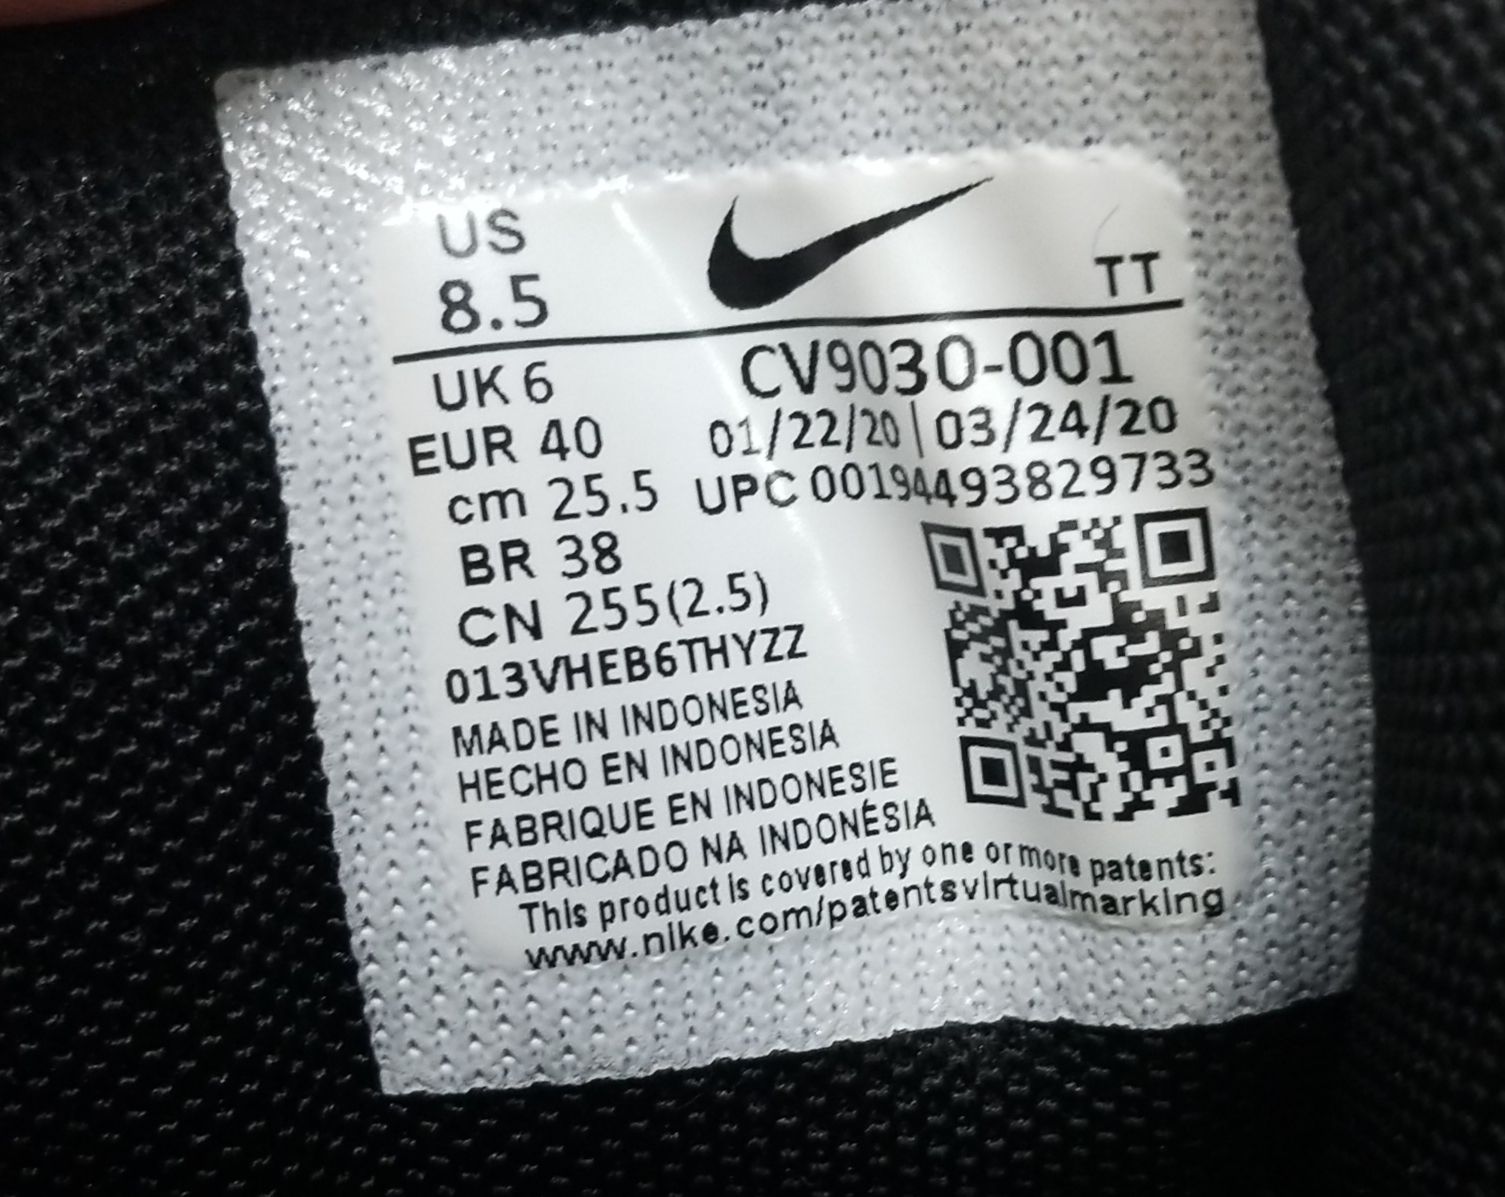 US
8.5
TT
UK 6
CV9030-001
EUR 40
01/22/20 | 03/24/20
cm 25.5
UPC 00194493829733
BR 38
CN 255(2.5)
013VHEB6THYZZ
MADE IN INDONESIA
HECHO EN INDONESIA
FABRIQUE EN INDONESIE
FABRICADO NA INDONÉSIA
This product is covered by one or more patents:
www.nike.com/patentsvirtualmarking